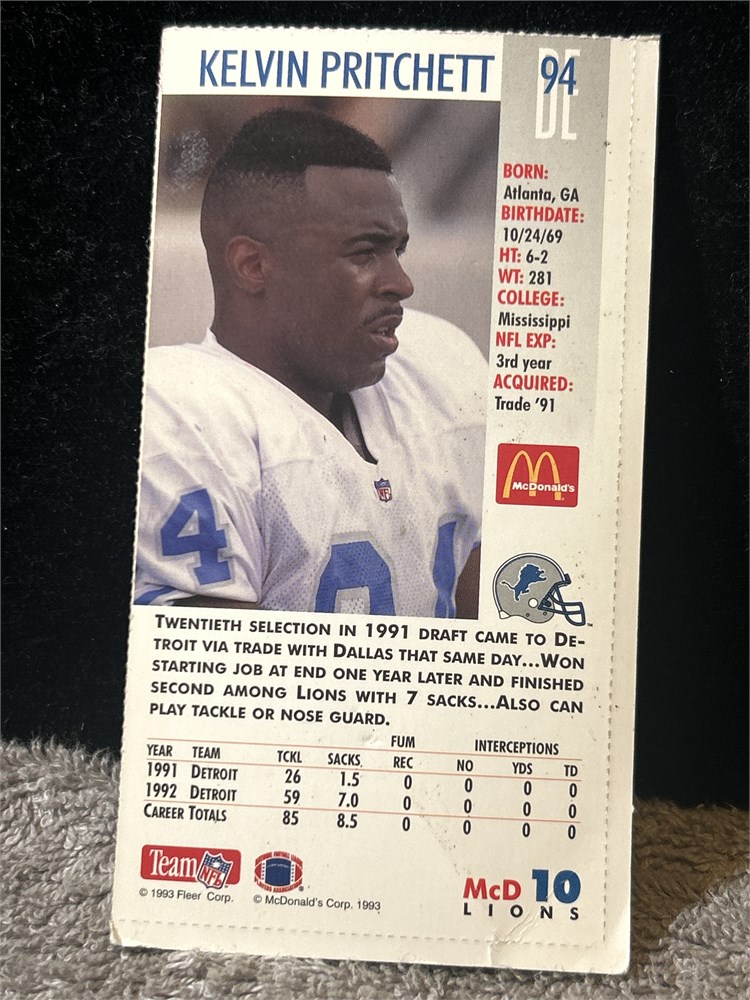 KELVIN PRITCHETT
94
DE
BORN:
Atlanta, GA
BIRTHDATE:
10/24/69
HT: 6-2
WT: 281
COLLEGE:
Mississippi
NFL EXP:
3rd year
ACQUIRED:
Trade '91
McDonald's
4
94
TWENTIETH SELECTION IN 1991 DRAFT CAME TO DE-
TROIT VIA TRADE WITH DALLAS THAT SAME DAY...WON
STARTING JOB AT END ONE YEAR LATER AND FINISHED
SECOND AMONG LIONS WITH 7 SACKS...ALSO CAN
PLAY TACKLE OR NOSE GUARD.
FUM INTERCEPTIONS
YEAR TEAM TCKL SACKS REC NO YDS TD
1991 DETROIT 26 1.5 0 0 0 0
1992 DETROIT 59 7.0 0 0 0 0
CAREER TOTALS 85 8.5 0 0 0 0
Team NFL
© 1993 Fleer Corp. © McDonald's Corp. 1993
McD 10
LIONS